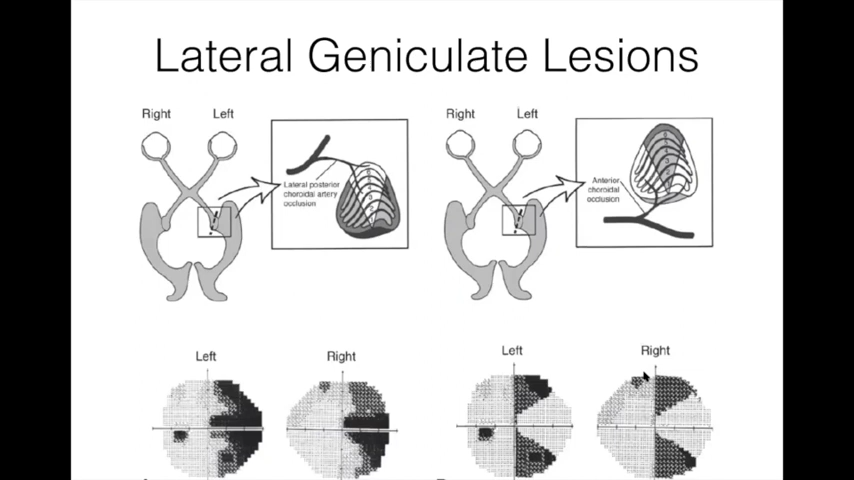 Lateral Geniculate Lesions
Right
Left
Lateral posterior
choroidal artery
occlusion
Right
Left
Anterior
choroidal
occlusion
Left
Right
Left
Right